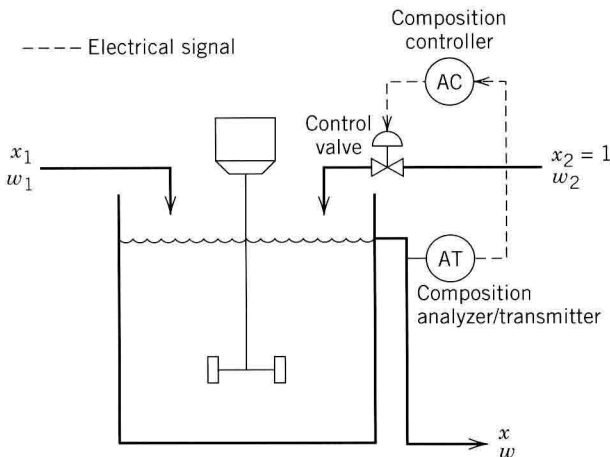 Composition
controller
---- Electrical signal
AC
Control
valve
x₁
w₁
x₂ = 1
w₂
AT
Composition
analyzer/transmitter
x
w